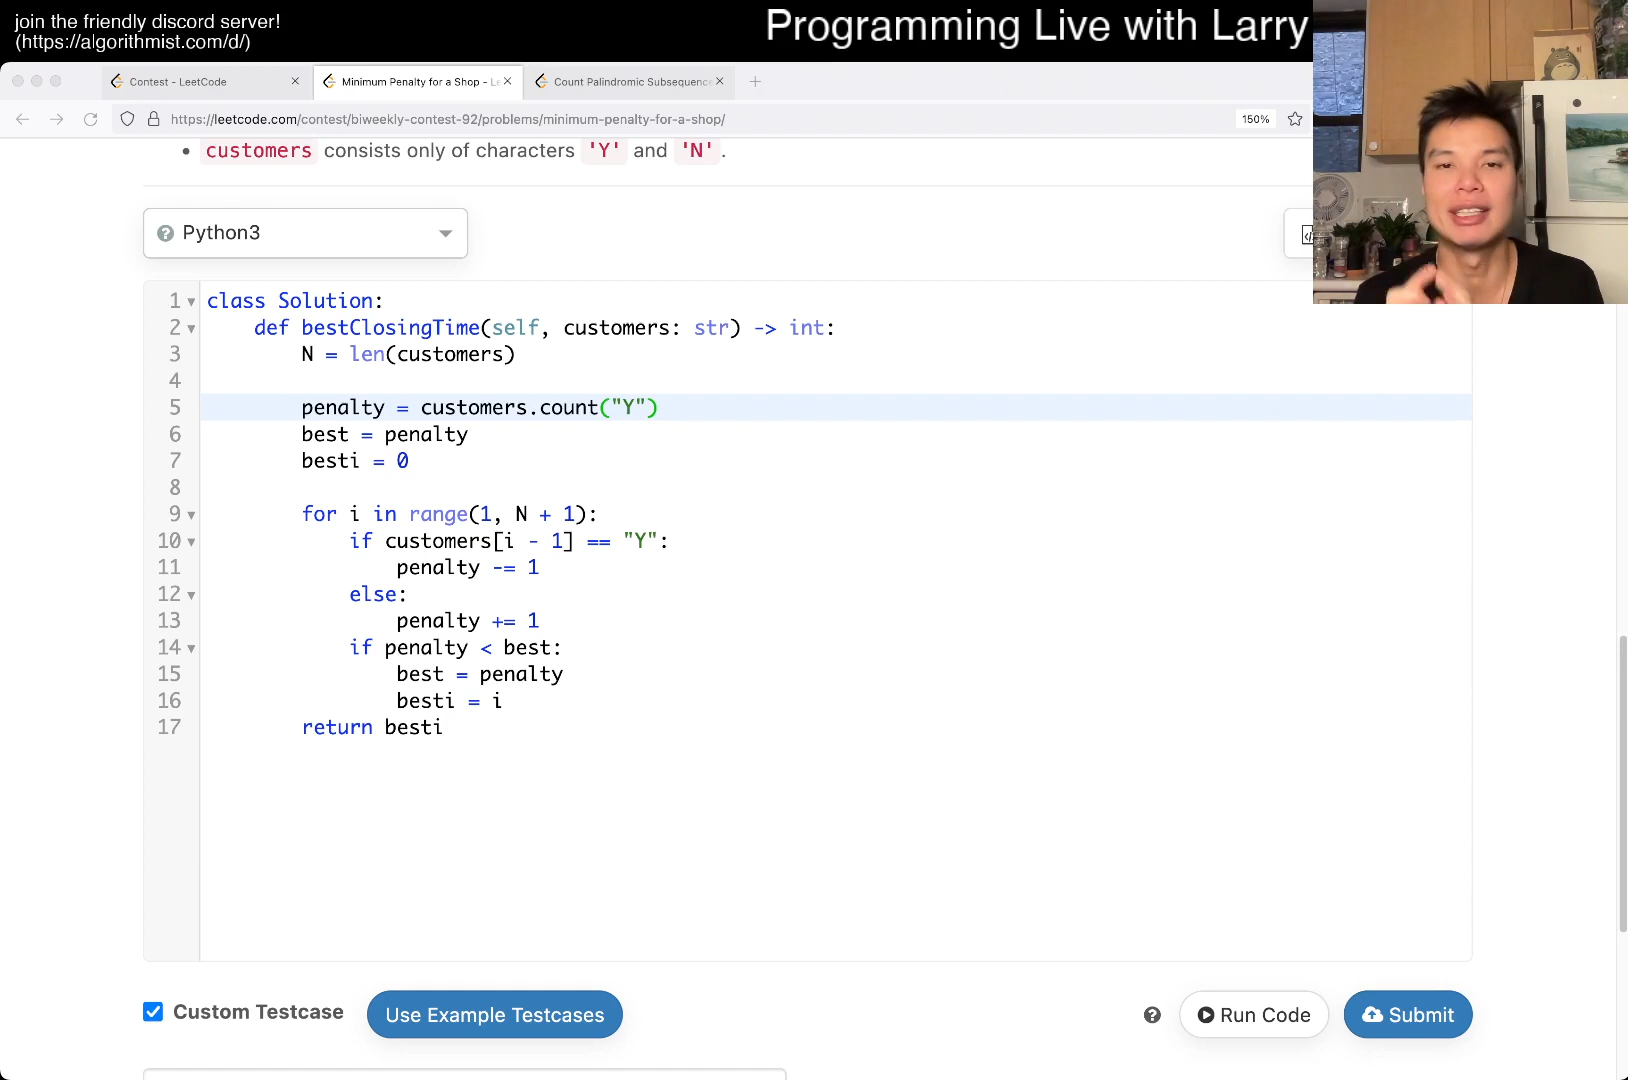 join the friendly discord server!
(https://algorithmist.com/d/)
Programming Live with Larry
Contest - LeetCode
Minimum Penalty for a Shop - Le
Count Palindromic Subsequence
https://leetcode.com/contest/biweekly-contest-92/problems/minimum-penalty-for-a-shop/
150%
• customers consists only of characters 'Y' and 'N'.
Python3
1 class Solution:
2     def bestClosingTime(self, customers: str) -> int:
3         N = len(customers)
4
5         penalty = customers.count("Y")
6         best = penalty
7         besti = 0
8
9         for i in range(1, N + 1):
10             if customers[i - 1] == "Y":
11                 penalty -= 1
12             else:
13                 penalty += 1
14             if penalty < best:
15                 best = penalty
16                 besti = i
17         return besti
Custom Testcase
Use Example Testcases
Run Code
Submit